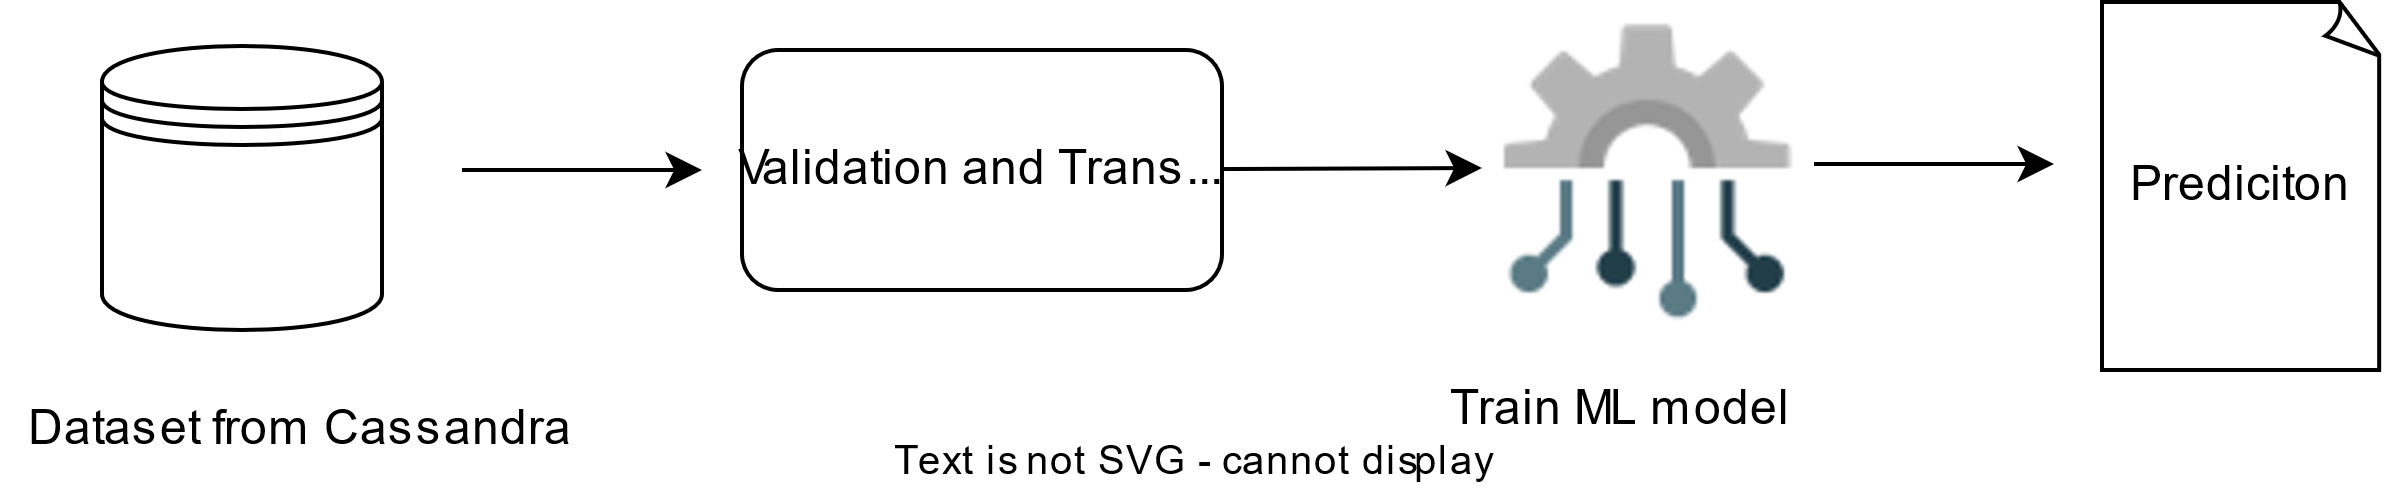 Validation and Trans...
Prediciton
Train ML model
Dataset from Cassandra
Text is not SVG - cannot display